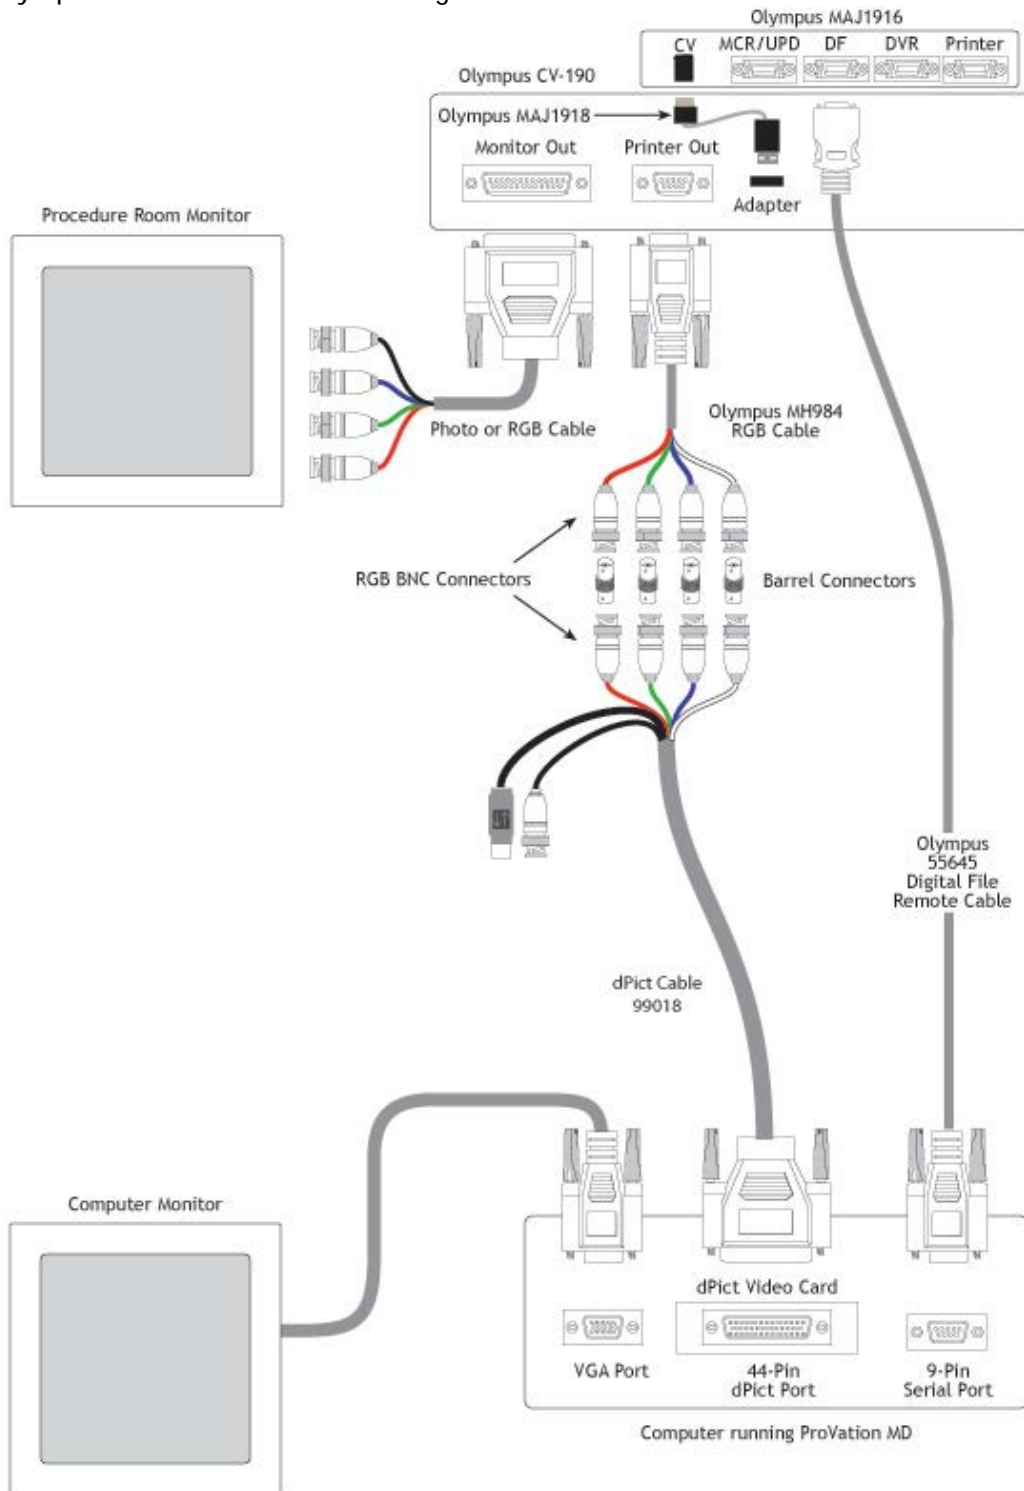 Olympus MAJ1916
CV MCR/UPD DF DVR Printer
Olympus CV-190
Olympus MAJ1918
Monitor Out Printer Out
Adapter
Procedure Room Monitor
Photo or RGB Cable
Olympus MH984
RGB Cable
RGB BNC Connectors
Barrel Connectors
Olympus
55645
Digital File
Remote Cable
dPict Cable
99018
Computer Monitor
dPict Video Card
VGA Port
44-Pin
dPict Port
9-Pin
Serial Port
Computer running ProVation MD